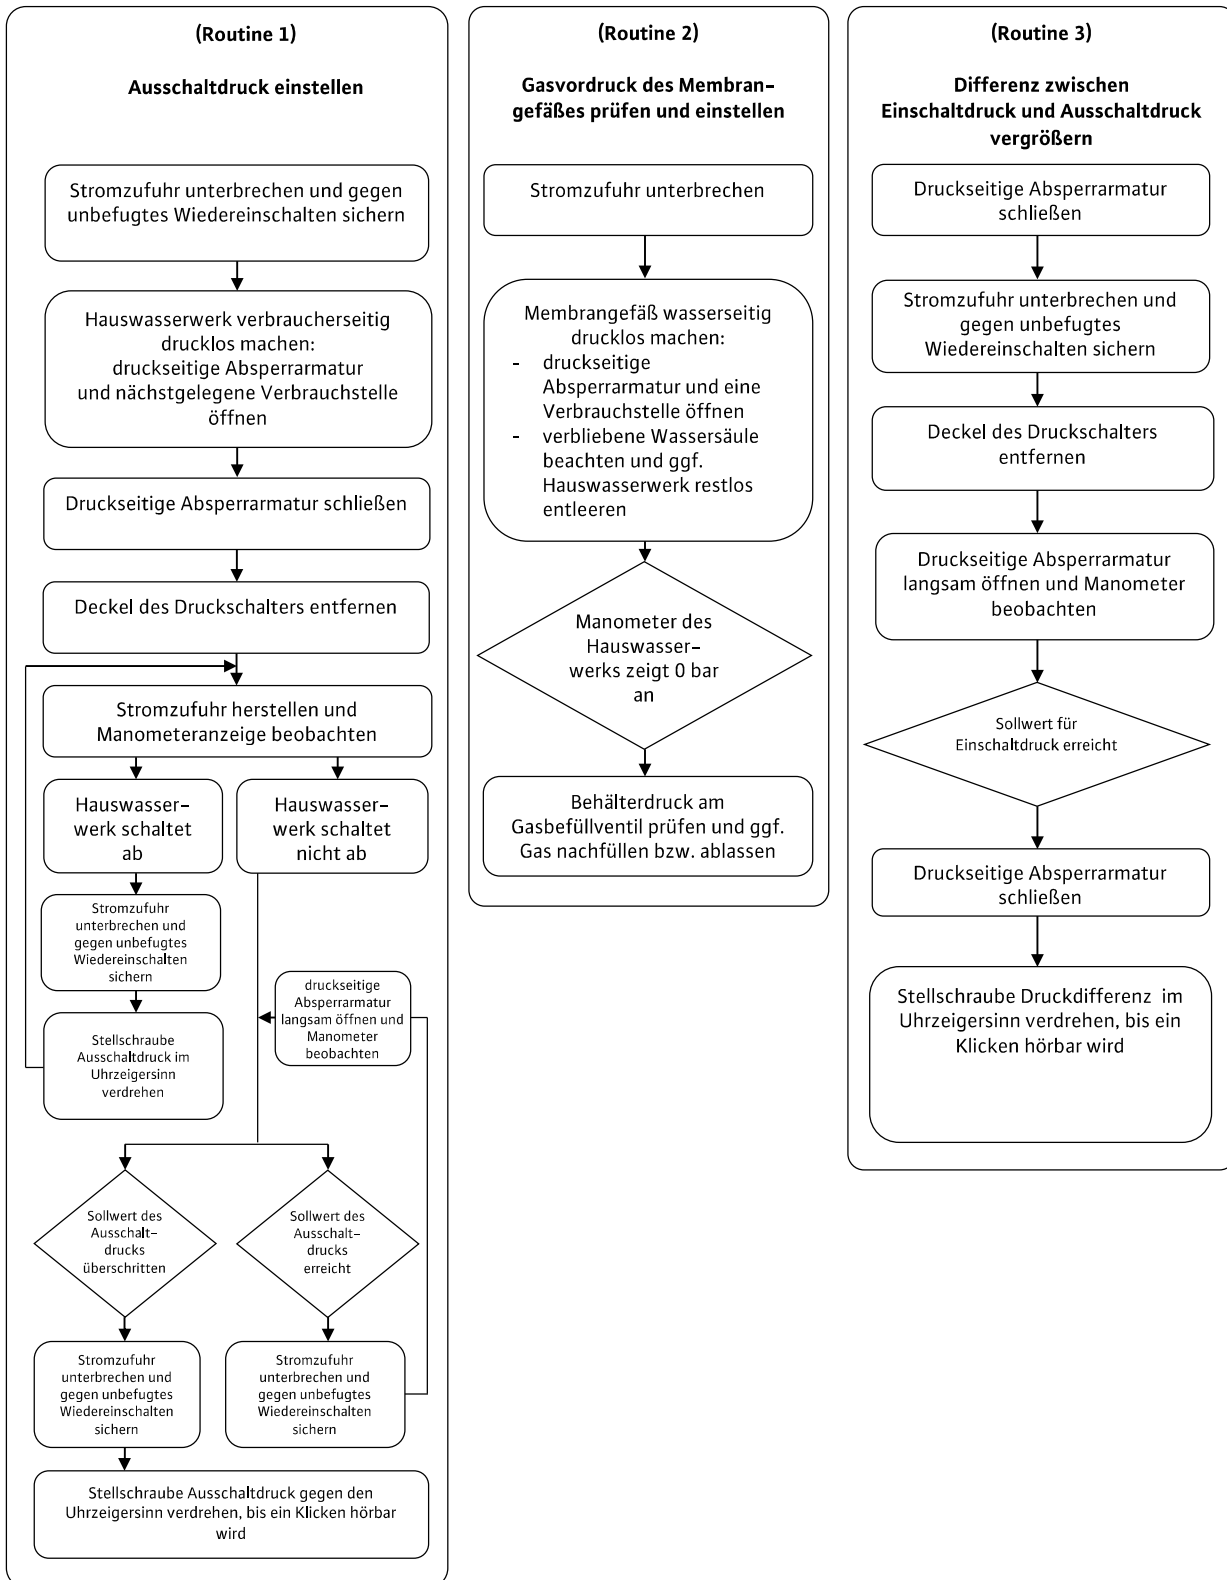 (Routine 1)
Ausschaltdruck einstellen
Stromzufuhr unterbrechen und gegen
unbefugtes Wiedereinschalten sichern
Hauswasserwerk verbraucherseitig
drucklos machen:
druckseitige Absperrarmatur
und nächstgelegene Verbrauchstelle
öffnen
Druckseitige Absperrarmatur schließen
Deckel des Druckschalters entfernen
Stromzufuhr herstellen und
Manometeranzeige beobachten
Hauswasser–
werk schaltet
ab
Hauswasser–
werk schaltet
nicht ab
Stromzufuhr
unterbrechen und
gegen unbefugtes
Wiedereinschalten
sichern
druckseitige
Absperrarmatur
langsam öffnen und
Manometer
beobachten
Stellschraube
Ausschaltdruck im
Uhrzeigersinn
verdrehen
Sollwert des
Ausschalt–
drucks
überschritten
Sollwert des
Ausschalt–
drucks
erreicht
Stromzufuhr
unterbrechen und
gegen unbefugtes
Wiedereinschalten
sichern
Stromzufuhr
unterbrechen und
gegen unbefugtes
Wiedereinschalten
sichern
Stellschraube Ausschaltdruck gegen den
Uhrzeigersinn verdrehen, bis ein Klicken hörbar
wird
(Routine 2)
Gasvordruck des Membran–
gefäßes prüfen und einstellen
Stromzufuhr unterbrechen
Membrangefäß wasserseitig
drucklos machen:
- druckseitige
Absperrarmatur und eine
Verbrauchstelle öffnen
- verbliebene Wassersäule
beachten und ggf.
Hauswasserwerk restlos
entleeren
Manometer des
Hauswasser–
werks zeigt 0 bar
an
Behälterdruck am
Gasbefüllventil prüfen und ggf.
Gas nachfüllen bzw. ablassen
(Routine 3)
Differenz zwischen
Einschaltdruck und Ausschaltdruck
vergrößern
Druckseitige Absperrarmatur
schließen
Stromzufuhr unterbrechen und
gegen unbefugtes
Wiedereinschalten sichern
Deckel des Druckschalters
entfernen
Druckseitige Absperrarmatur
langsam öffnen und Manometer
beobachten
Sollwert für
Einschaltdruck erreicht
Druckseitige Absperrarmatur
schließen
Stellschraube Druckdifferenz im
Uhrzeigersinn verdrehen, bis ein
Klicken hörbar wird